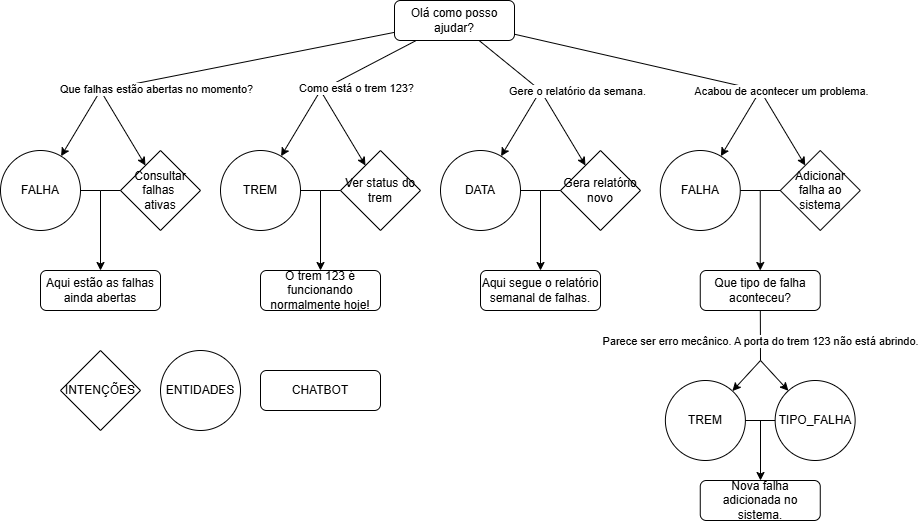 Olá como posso
ajudar?
Que falhas estão abertas no momento?
Como está o trem 123?
Gere o relatório da semana.
Acabou de acontecer um problema.
FALHA
Consultar
falhas
ativas
TREM
Ver status do
trem
DATA
Gera relatório
novo
FALHA
Adicionar
falha ao
sistema
Aqui estão as falhas
ainda abertas
O trem 123 é
funcionando
normalmente hoje!
Aqui segue o relatório
semanal de falhas.
Que tipo de falha
aconteceu?
Parece ser erro mecânico. A porta do trem 123 não está abrindo.
INTENÇÕES
ENTIDADES
CHATBOT
TREM
TIPO_FALHA
Nova falha
adicionada no
sistema.